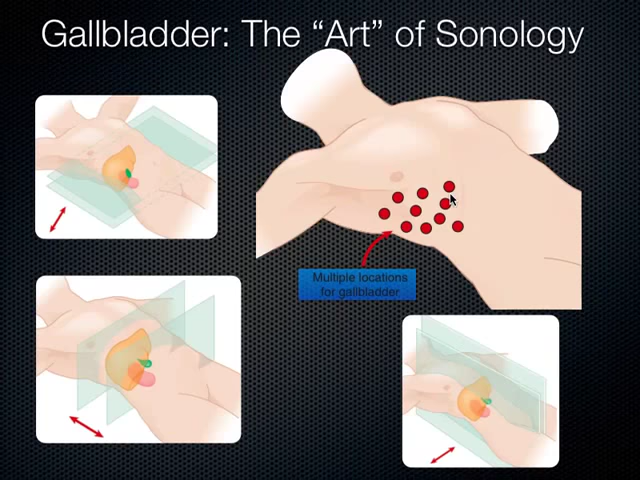 Gallbladder: The “Art” of Sonology
Multiple locations
for gallbladder